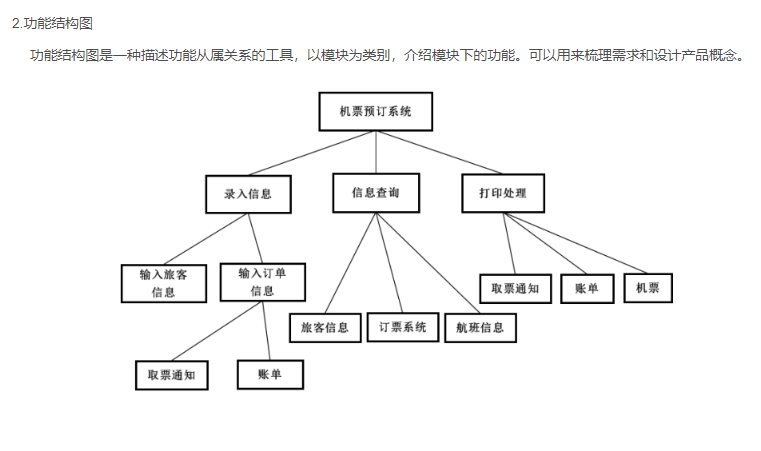 2.功能结构图
功能结构图是一种描述功能从属关系的工具，以模块为类别，介绍模块下的功能。可以用来梳理需求和设计产品概念。
机票预订系统
录入信息
信息查询
打印处理
输入旅客
信息
输入订单
信息
取票通知
账单
机票
旅客信息
订票系统
航班信息
取票通知
账单